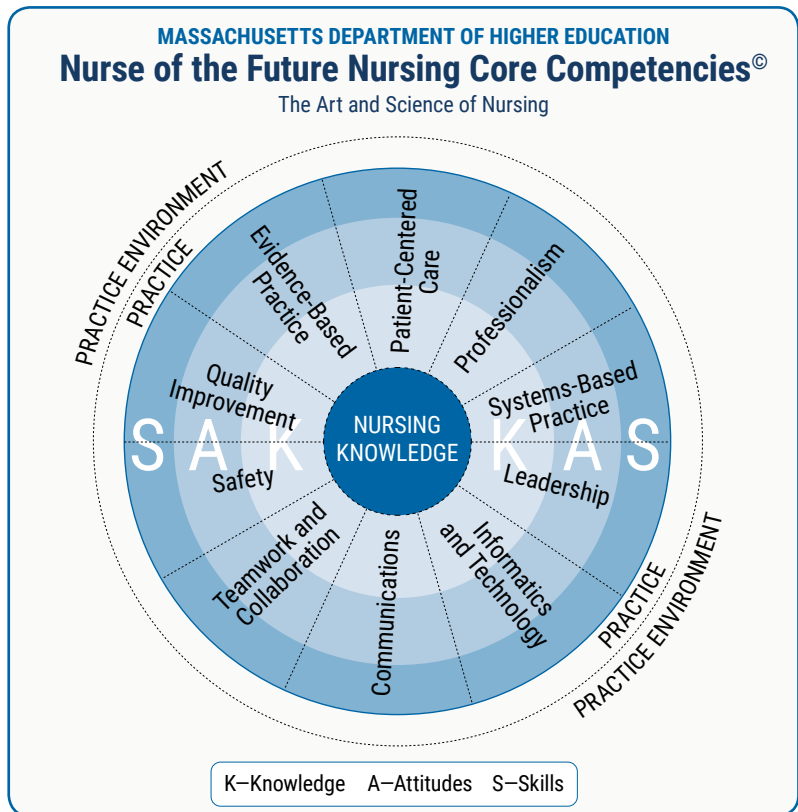 MASSACHUSETTS DEPARTMENT OF HIGHER EDUCATION
Nurse of the Future Nursing Core Competencies©
The Art and Science of Nursing
PRACTICE ENVIRONMENT
PRACTICE
Evidence-Based
Practice
Patient-Centered
Care
Professionalism
Quality
Improvement
Systems-Based
Practice
S A K
NURSING
KNOWLEDGE
K A S
Safety
Leadership
Teamwork and
Collaboration
Communications
Informatics
and Technology
PRACTICE
PRACTICE ENVIRONMENT
K–Knowledge A–Attitudes S–Skills